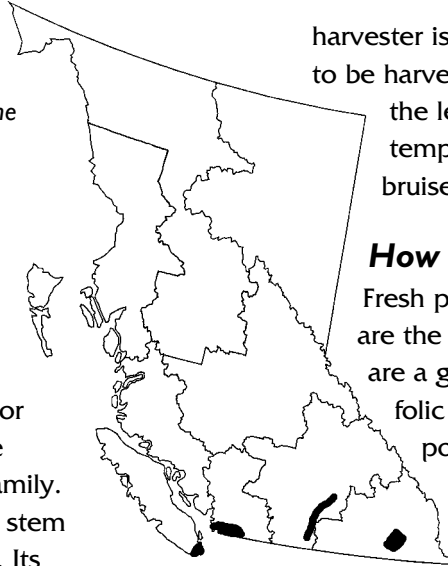 ne
or
e
amily.
stem
. Its
harvester is
to be harve
the le
temp
bruise
How
Fresh p
are the
are a g
folic
po